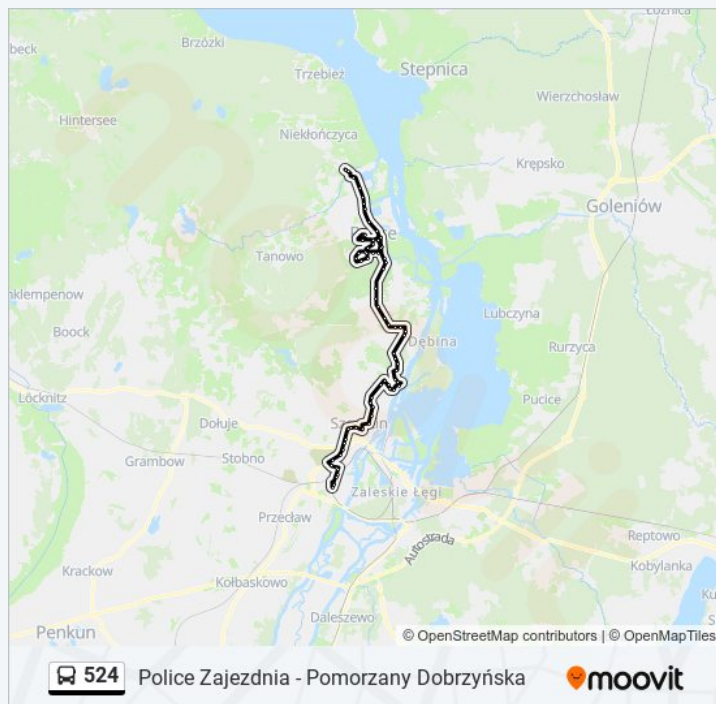 Brzózki
Łoźnica
Trzebież
Stepnica
Wierzchosław
Hintersee
Niekłończyca
Krępsko
Goleniów
Tanowo
nklempenow
Lubczyna
Boock
Dębina
Rurzyca
Löcknitz
Pucice
Dołuje
Grambow
Stobno
Zaleskie Łęgi
Przecław
Autostrada
Reptowo
Krackow
Kołbaskowo
Kobylanka
Penkun
Daleszewo
© OpenStreetMap contributors | © OpenMapTiles
524 Police Zajezdnia - Pomorzany Dobrzyńska
moovit